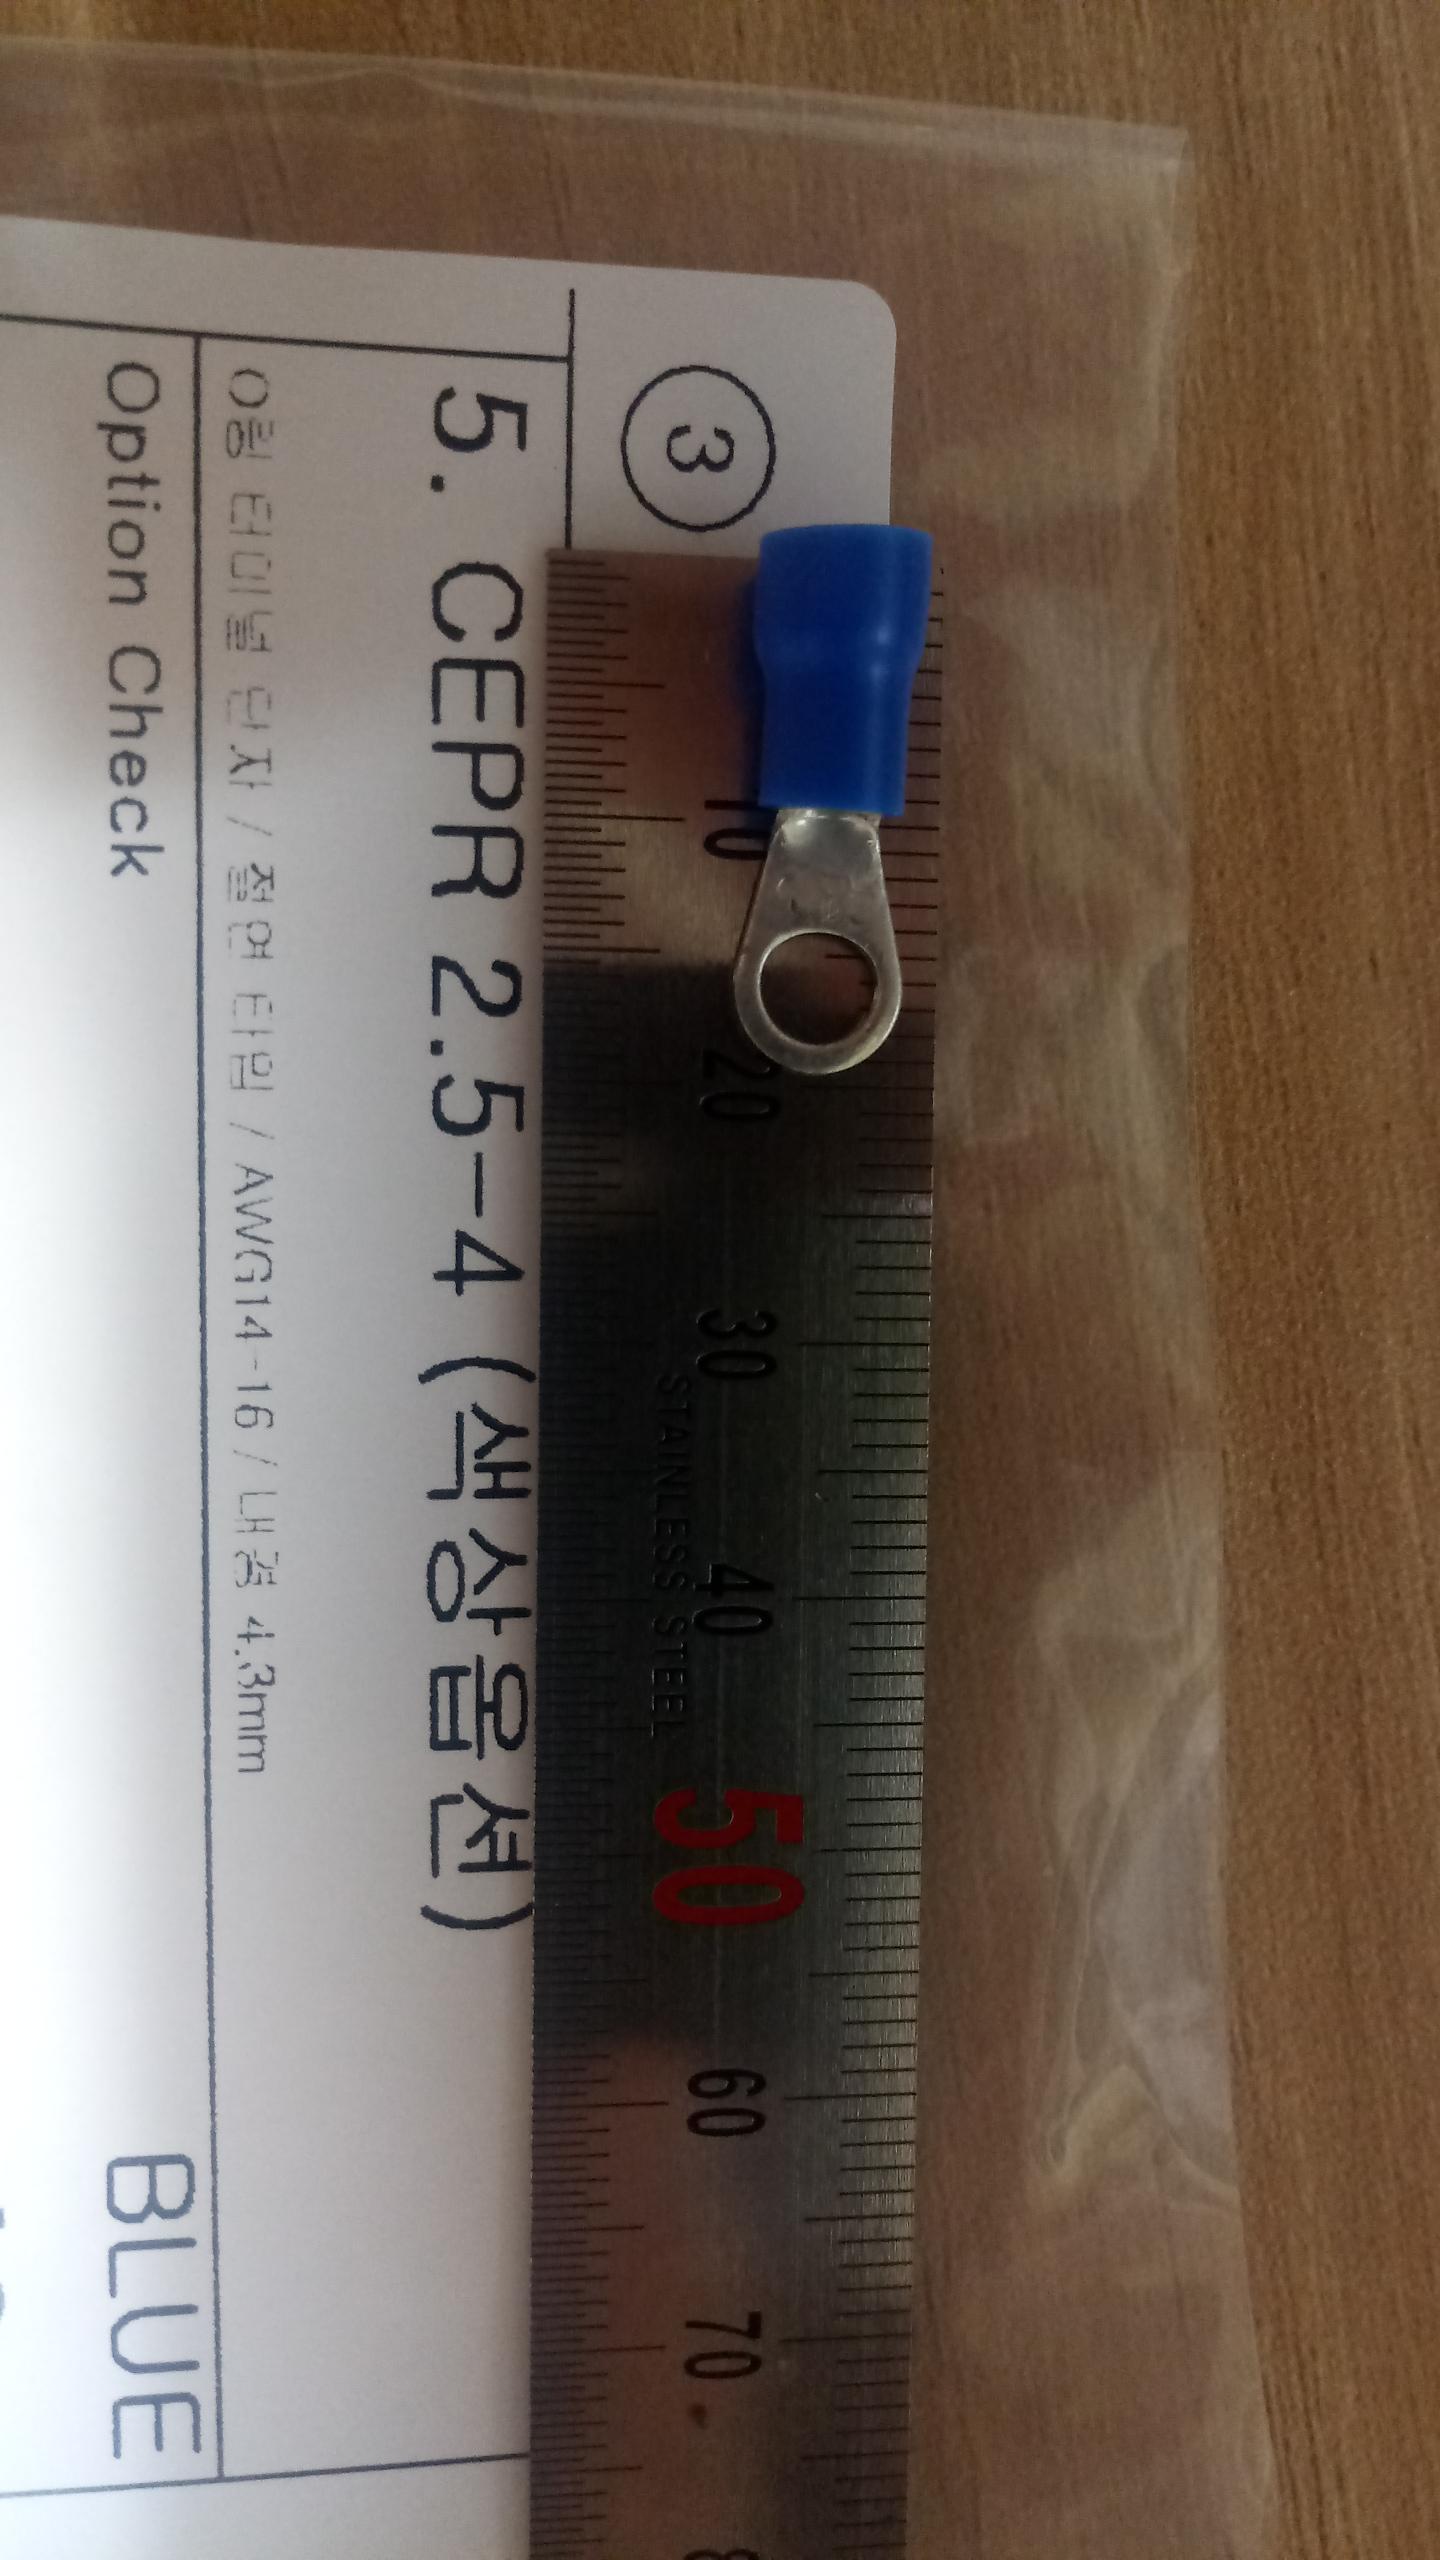 ③
5. CEPR 2.5-4 (색상옵션)
O링 터미널 단자 / 절연 타입 / AWG14-16 / 내경 4.3mm
Option Check
BLUE
10 20 30 40 50 60 70
STAINLESS STEEL